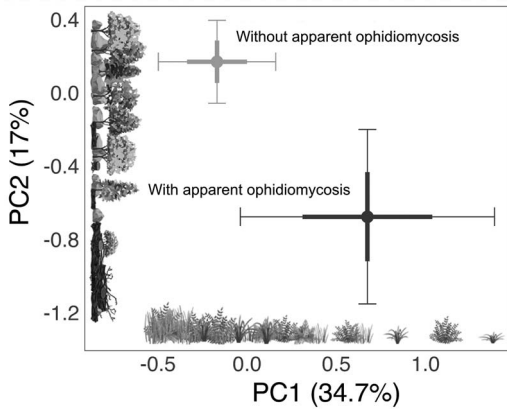 0.4
Without apparent ophidiomycosis
0.0
-0.4
With apparent ophidiomycosis
-0.8
-1.2
PC2 (17%)
-0.5
0.0
0.5
1.0
PC1 (34.7%)